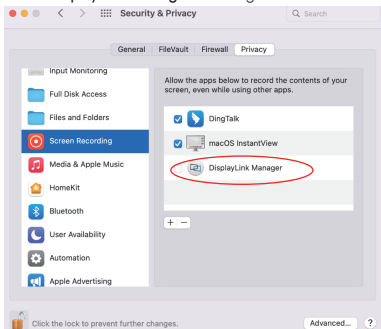 Security & Privacy
Search
General
FileVault
Firewall
Privacy
Input Monitoring
Full Disk Access
Files and Folders
Screen Recording
Media & Apple Music
HomeKit
Bluetooth
User Availability
Automation
Apple Advertising
Allow the apps below to record the contents of your
screen, even while using other apps.
DingTalk
macOS InstantView
DisplayLink Manager
+ −
Click the lock to prevent further changes.
Advanced...
?